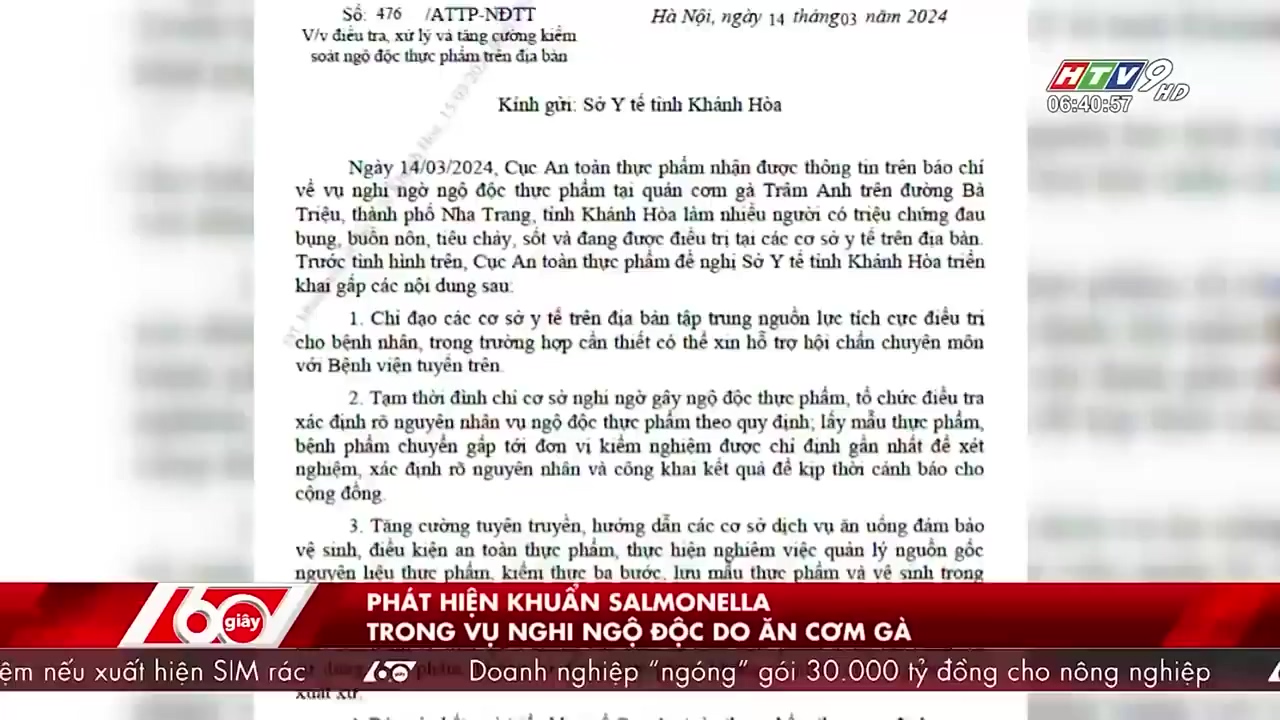 Số: 476 /ATTP-NĐTT
Hà Nội, ngày 14 tháng 03 năm 2024
V/v điều tra, xử lý và tăng cường kiểm
soát ngộ độc thực phẩm trên địa bàn
HTV9 HD
06:40:57
Kính gửi: Sở Y tế tỉnh Khánh Hòa
Ngày 14/03/2024, Cục An toàn thực phẩm nhận được thông tin trên báo chí
về vụ nghi ngờ ngộ độc thực phẩm tại quán cơm gà Trâm Anh trên đường Bà
Triệu, thành phố Nha Trang, tỉnh Khánh Hòa làm nhiều người có triệu chứng đau
bụng, buồn nôn, tiêu chảy, sốt và đang được điều trị tại các cơ sở y tế trên địa bàn.
Trước tình hình trên, Cục An toàn thực phẩm đề nghị Sở Y tế tỉnh Khánh Hòa triển
khai gấp các nội dung sau:
1. Chỉ đạo các cơ sở y tế trên địa bàn tập trung nguồn lực tích cực điều trị
cho bệnh nhân, trong trường hợp cần thiết có thể xin hỗ trợ hội chẩn chuyên môn
với Bệnh viện tuyến trên.
2. Tạm thời đình chỉ cơ sở nghi ngờ gây ngộ độc thực phẩm, tổ chức điều tra
xác định rõ nguyên nhân vụ ngộ độc thực phẩm theo quy định; lấy mẫu thực phẩm,
bệnh phẩm chuyển gấp tới đơn vị kiểm nghiệm được chỉ định gần nhất để xét
nghiệm, xác định rõ nguyên nhân và công khai kết quả để kịp thời cảnh báo cho
cộng đồng.
3. Tăng cường tuyên truyền, hướng dẫn các cơ sở dịch vụ ăn uống đảm bảo
vệ sinh, điều kiện an toàn thực phẩm, thực hiện nghiêm việc quản lý nguồn gốc
nguyên liệu thực phẩm, kiểm thực ba bước, lưu mẫu thực phẩm và vệ sinh trong
60 giây
PHÁT HIỆN KHUẨN SALMONELLA
TRONG VỤ NGHI NGỘ ĐỘC DO ĂN CƠM GÀ
ệm nếu xuất hiện SIM rác 60 Doanh nghiệp “ngóng” gói 30.000 tỷ đồng cho nông nghiệp
xuất xứ.